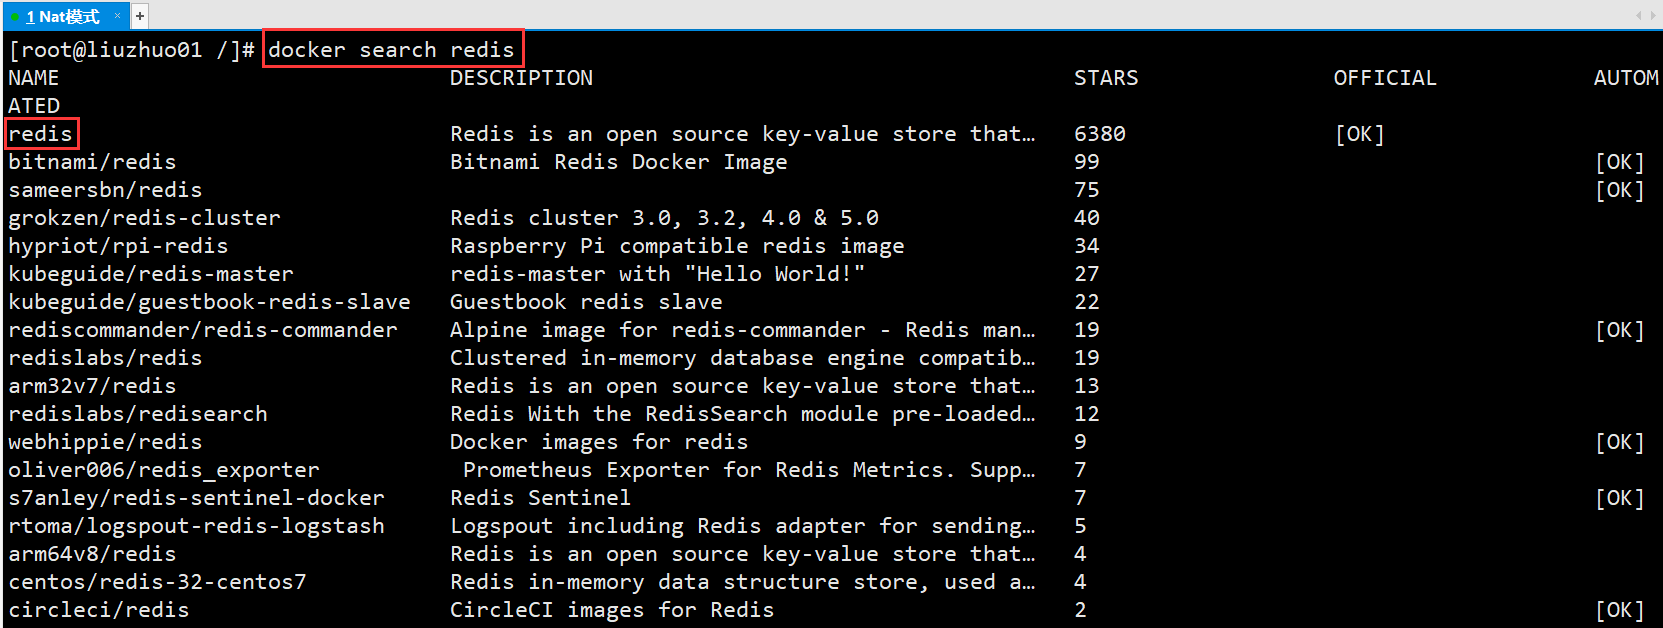 1 Nat模式 × +
[root@liuzhuo01 /]# docker search redis
NAME DESCRIPTION STARS OFFICIAL AUTOM
ATED
redis Redis is an open source key-value store that… 6380 [OK]
bitnami/redis Bitnami Redis Docker Image 99 [OK]
sameersbn/redis 75 [OK]
grokzen/redis-cluster Redis cluster 3.0, 3.2, 4.0 & 5.0 40
hypriot/rpi-redis Raspberry Pi compatible redis image 34
kubeguide/redis-master redis-master with "Hello World!" 27
kubeguide/guestbook-redis-slave Guestbook redis slave 22
rediscommander/redis-commander Alpine image for redis-commander - Redis man… 19 [OK]
redislabs/redis Clustered in-memory database engine compatib… 19
arm32v7/redis Redis is an open source key-value store that… 13
redislabs/redisearch Redis With the RedisSearch module pre-loaded… 12
webhippie/redis Docker images for redis 9 [OK]
oliver006/redis_exporter Prometheus Exporter for Redis Metrics. Supp… 7
s7anley/redis-sentinel-docker Redis Sentinel 7 [OK]
rtoma/logspout-redis-logstash Logspout including Redis adapter for sending… 5
arm64v8/redis Redis is an open source key-value store that… 4
centos/redis-32-centos7 Redis in-memory data structure store, used a… 4
circleci/redis CircleCI images for Redis 2 [OK]